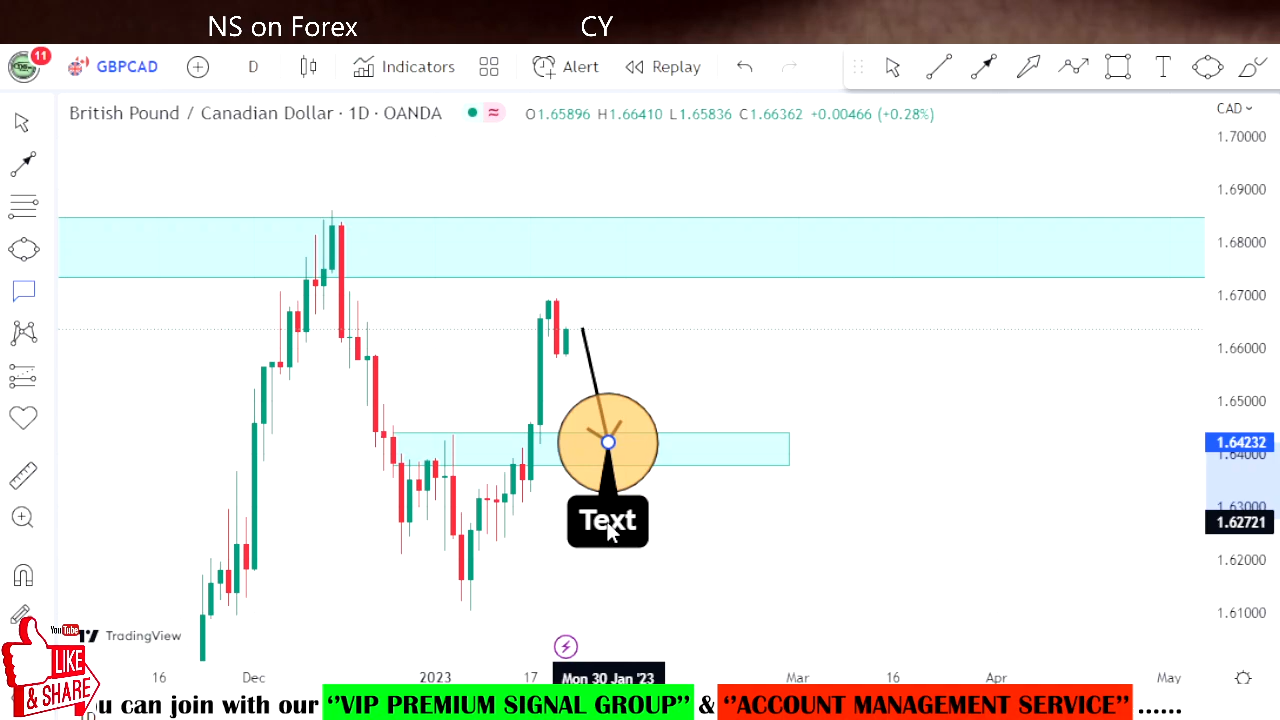 NS on Forex CY
11 GBPCAD D Indicators Alert Replay
British Pound / Canadian Dollar · 1D · OANDA O1.65896 H1.66410 L1.65836 C1.66362 +0.00466 (+0.28%)
CAD
1.70000
1.69000
1.68000
1.67000
1.66000
1.65000
1.64232
1.64000
1.63000
1.62721
1.62000
1.61000
Text
TradingView
YouTube
LIKE
& SHARE
16 Dec 2023 17 Mon 30 Jan '23 Mar 16 Apr May
u can join with our ‘’VIP PREMIUM SIGNAL GROUP’’ & ‘’ACCOUNT MANAGEMENT SERVICE’’ ......